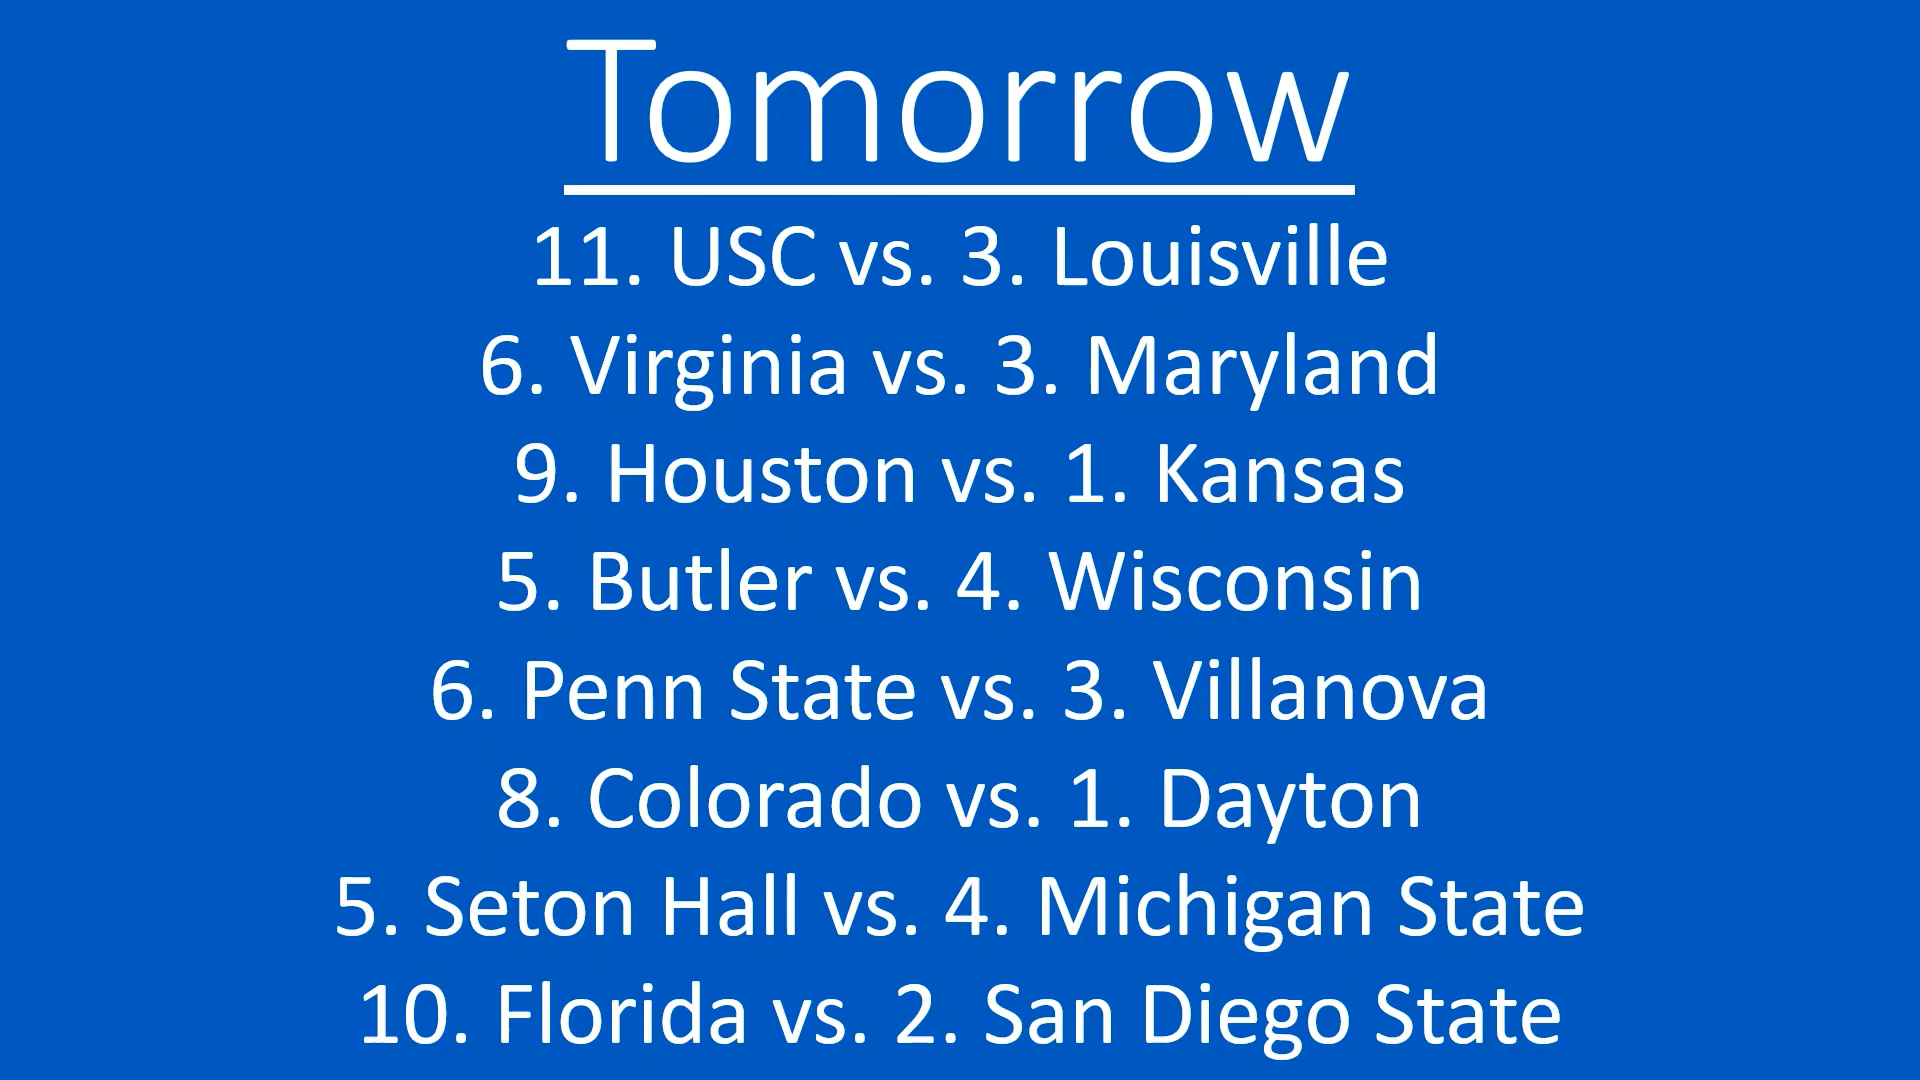 Tomorrow
11. USC vs. 3. Louisville
6. Virginia vs. 3. Maryland
9. Houston vs. 1. Kansas
5. Butler vs. 4. Wisconsin
6. Penn State vs. 3. Villanova
8. Colorado vs. 1. Dayton
5. Seton Hall vs. 4. Michigan State
10. Florida vs. 2. San Diego State